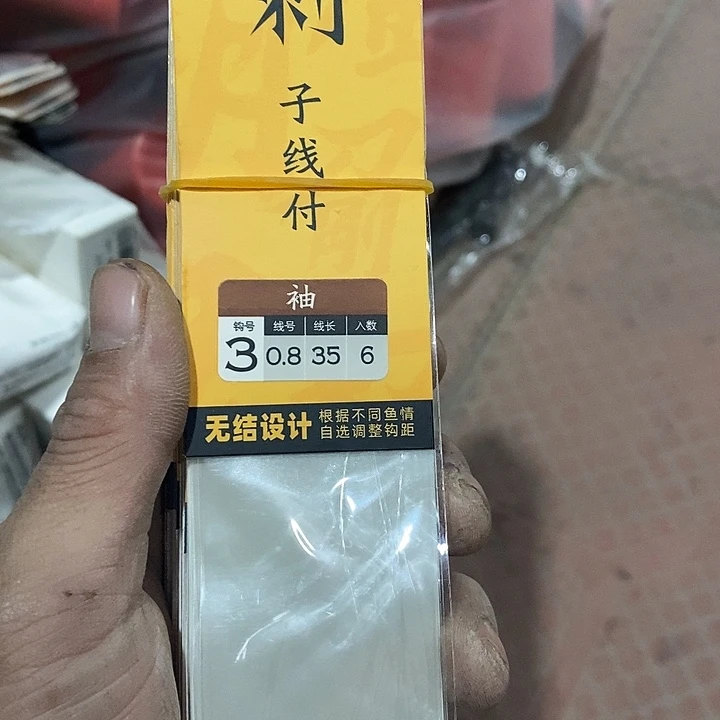 子线付
袖
钩号 线号 线长 入数
3 0.8 35 6
无结设计
根据不同鱼情
自选调整钩距